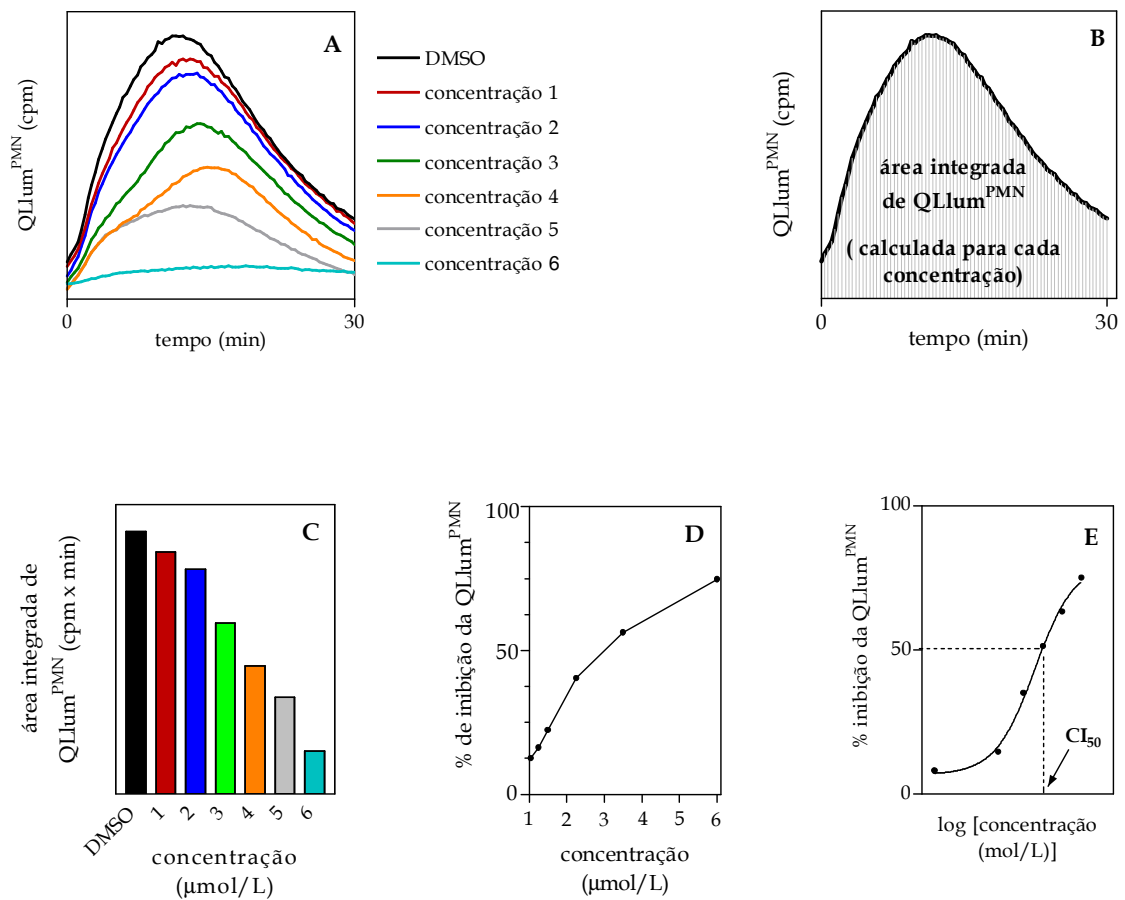 A
QLlum^PMN (cpm)
0
30
tempo (min)
DMSO
concentração 1
concentração 2
concentração 3
concentração 4
concentração 5
concentração 6
B
QLlum^PMN (cpm)
área integrada
de QLlum^PMN
( calculada para cada
concentração)
0
30
tempo (min)
C
área integrada de
QLlum^PMN (cpm x min)
DMSO
1
2
3
4
5
6
concentração
(µmol/L)
D
% de inibição da QLlum^PMN
100
50
0
1
2
3
4
5
6
concentração
(µmol/L)
E
% inibição da QLlum^PMN
100
50
0
CI₅₀
log [concentração
(mol/L)]